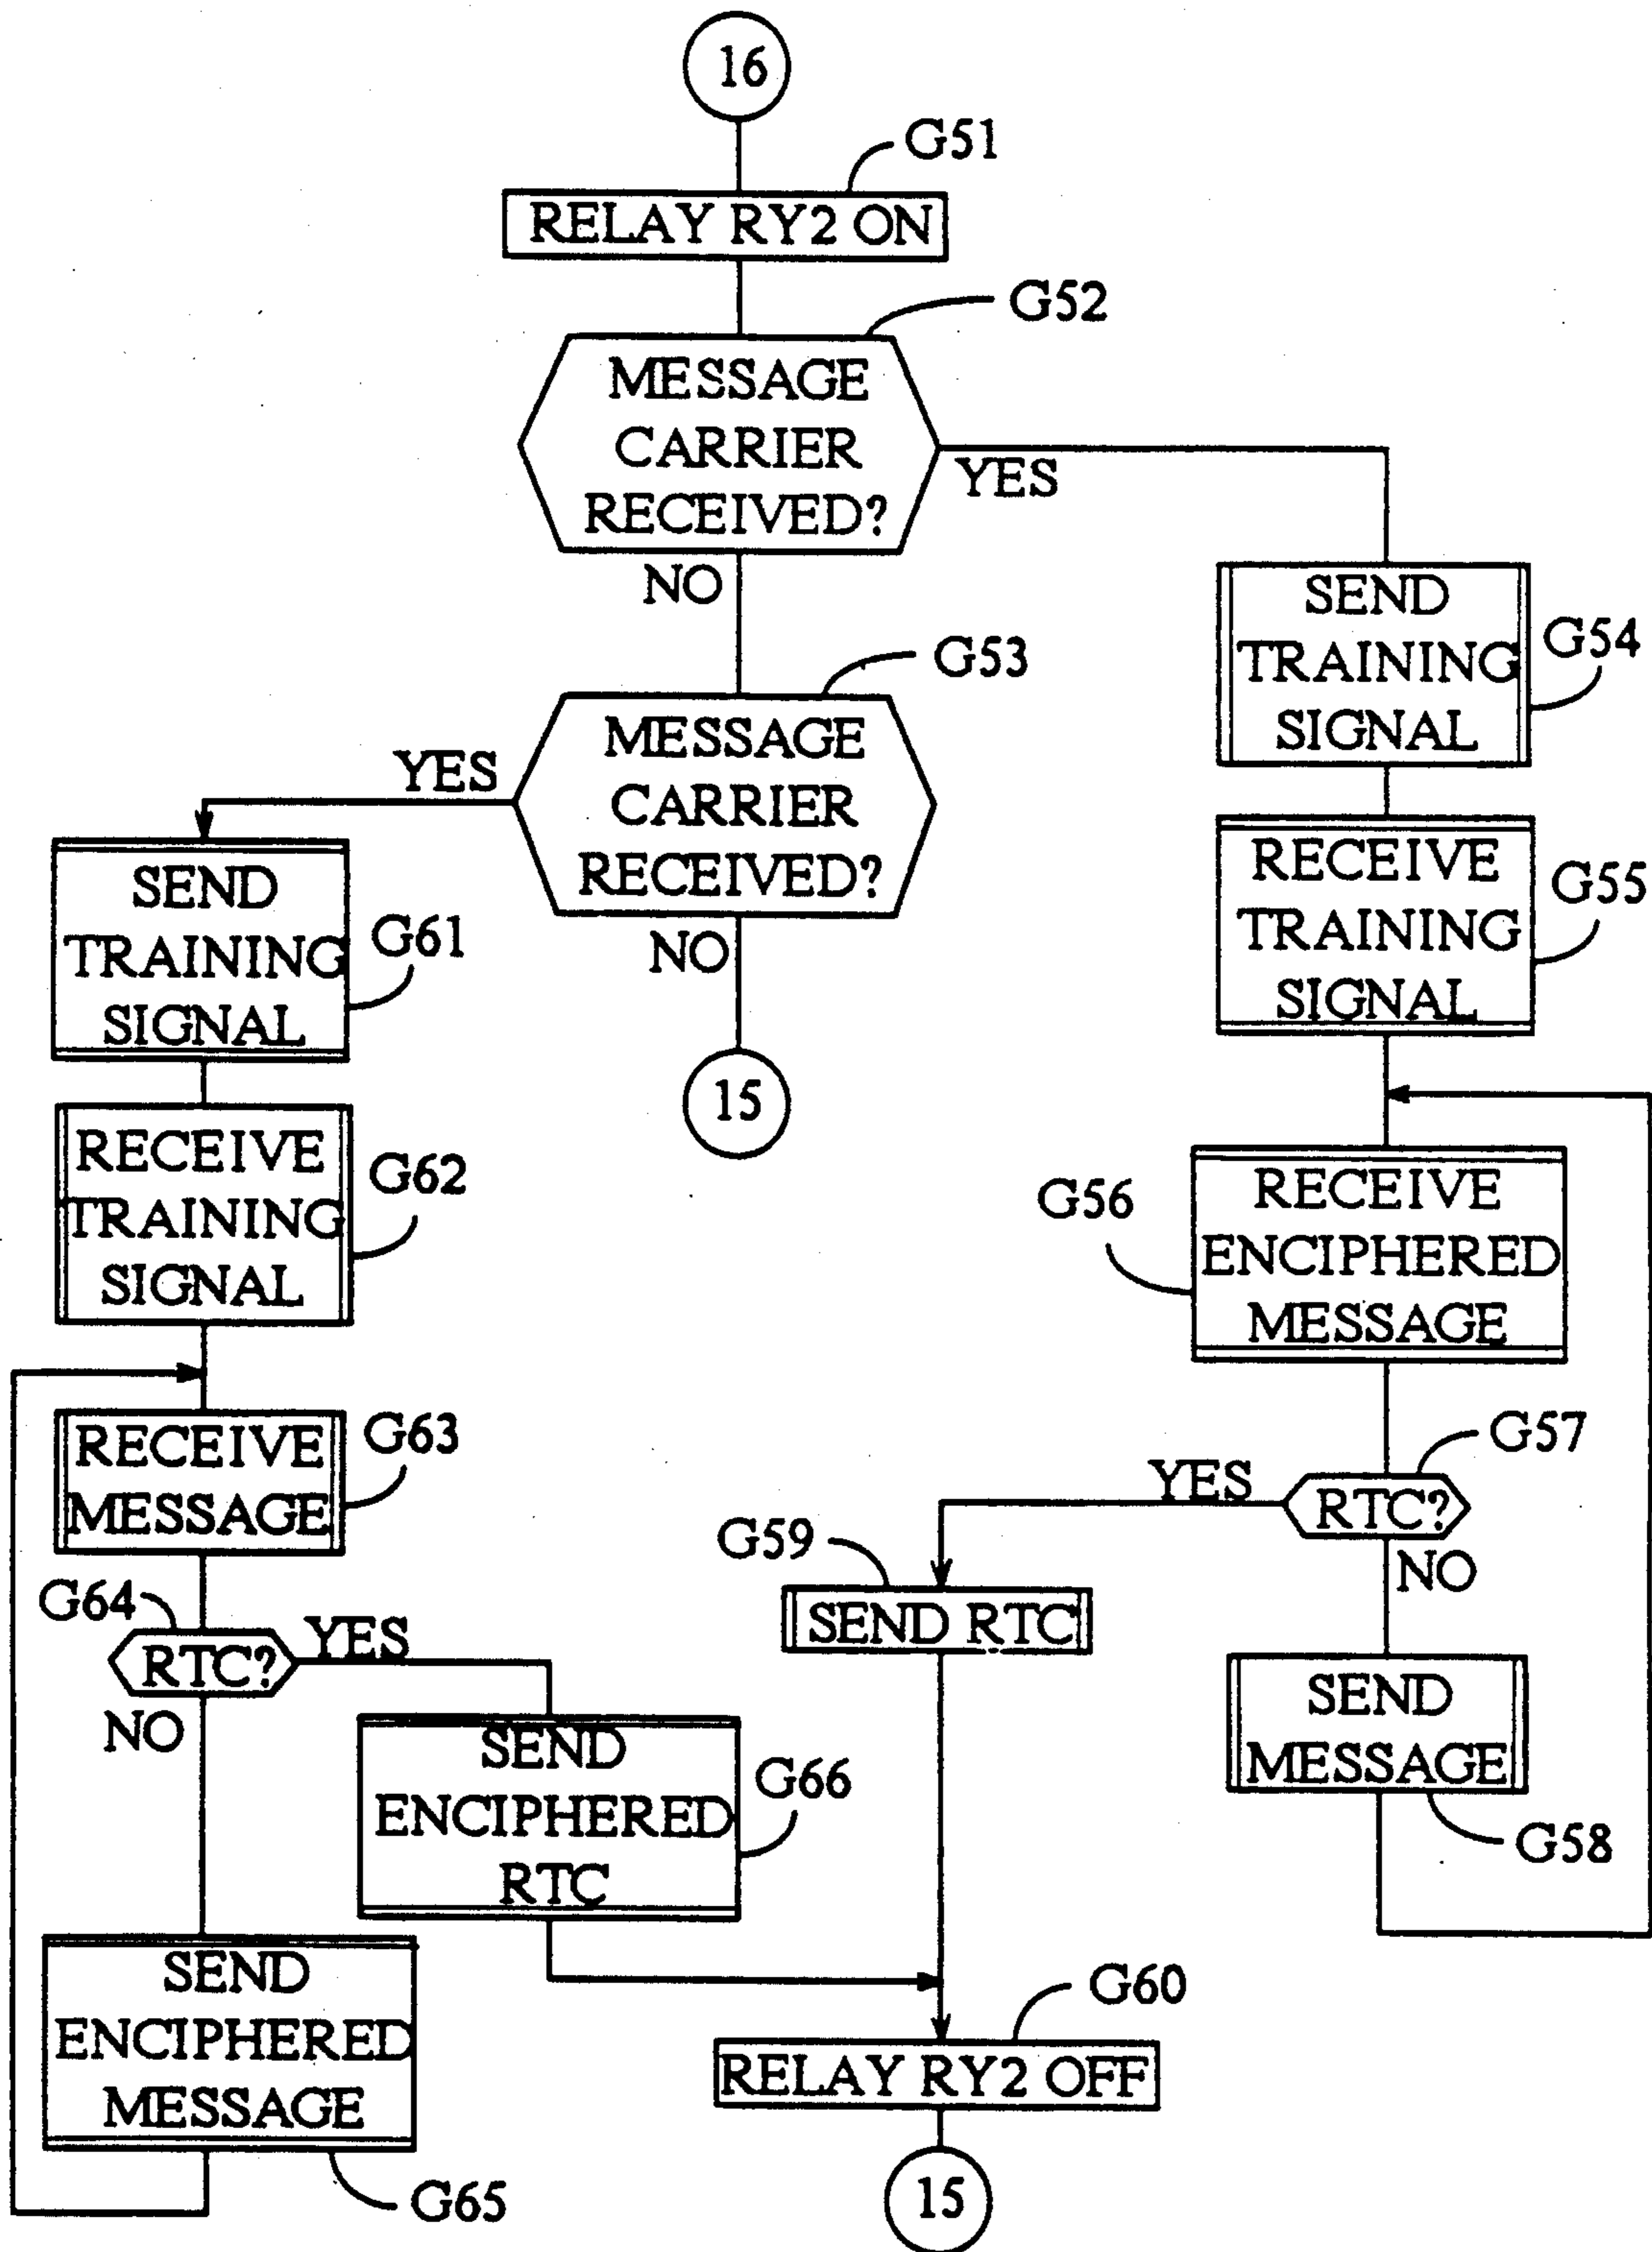 16
G51
RELAY RY2 ON
G52
MESSAGE
CARRIER
RECEIVED?
YES
NO
G53
MESSAGE
CARRIER
RECEIVED?
YES
NO
15
SEND
TRAINING
SIGNAL
G54
RECEIVE
TRAINING
SIGNAL
G55
RECEIVE
ENCIPHERED
MESSAGE
G56
G57
RTC?
YES
NO
SEND
MESSAGE
G58
G59
SEND RTC
SEND
TRAINING
SIGNAL
G61
RECEIVE
TRAINING
SIGNAL
G62
RECEIVE
MESSAGE
G63
G64
RTC?
YES
NO
SEND
ENCIPHERED
RTC
G66
SEND
ENCIPHERED
MESSAGE
G65
G60
RELAY RY2 OFF
15